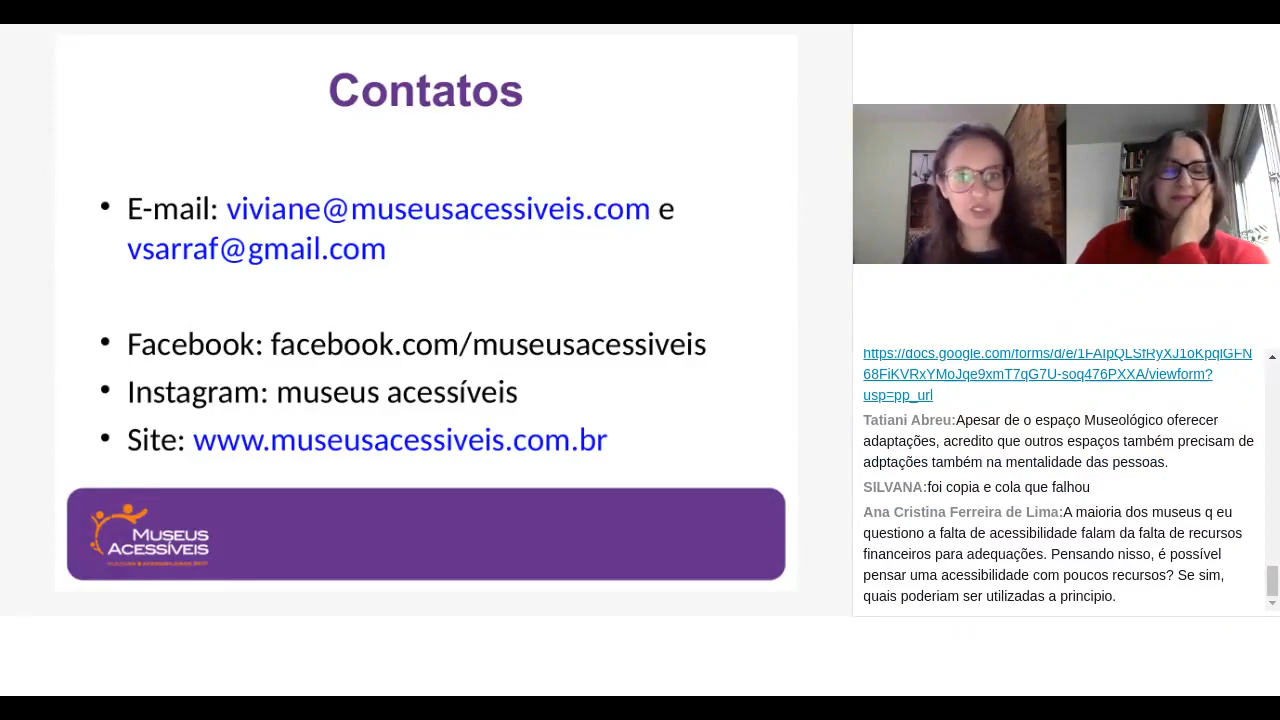 Contatos
• E-mail: viviane@museusacessiveis.com e
vsarraf@gmail.com
• Facebook: facebook.com/museusacessiveis
• Instagram: museus acessíveis
• Site: www.museusacessiveis.com.br
MUSEUS
ACESSÍVEIS
https://docs.google.com/forms/d/e/1FAIpQLSfRyXJ1oKpqlGFN
68FiKVRxYMoJqe9xmT7qG7U-soq476PXXA/viewform?
usp=pp_url
Tatiani Abreu:Apesar de o espaço Museológico oferecer
adaptações, acredito que outros espaços também precisam de
adptações também na mentalidade das pessoas.
SILVANA:foi copia e cola que falhou
Ana Cristina Ferreira de Lima:A maioria dos museus q eu
questiono a falta de acessibilidade falam da falta de recursos
financeiros para adequações. Pensando nisso, é possível
pensar uma acessibilidade com poucos recursos? Se sim,
quais poderiam ser utilizadas a principio.